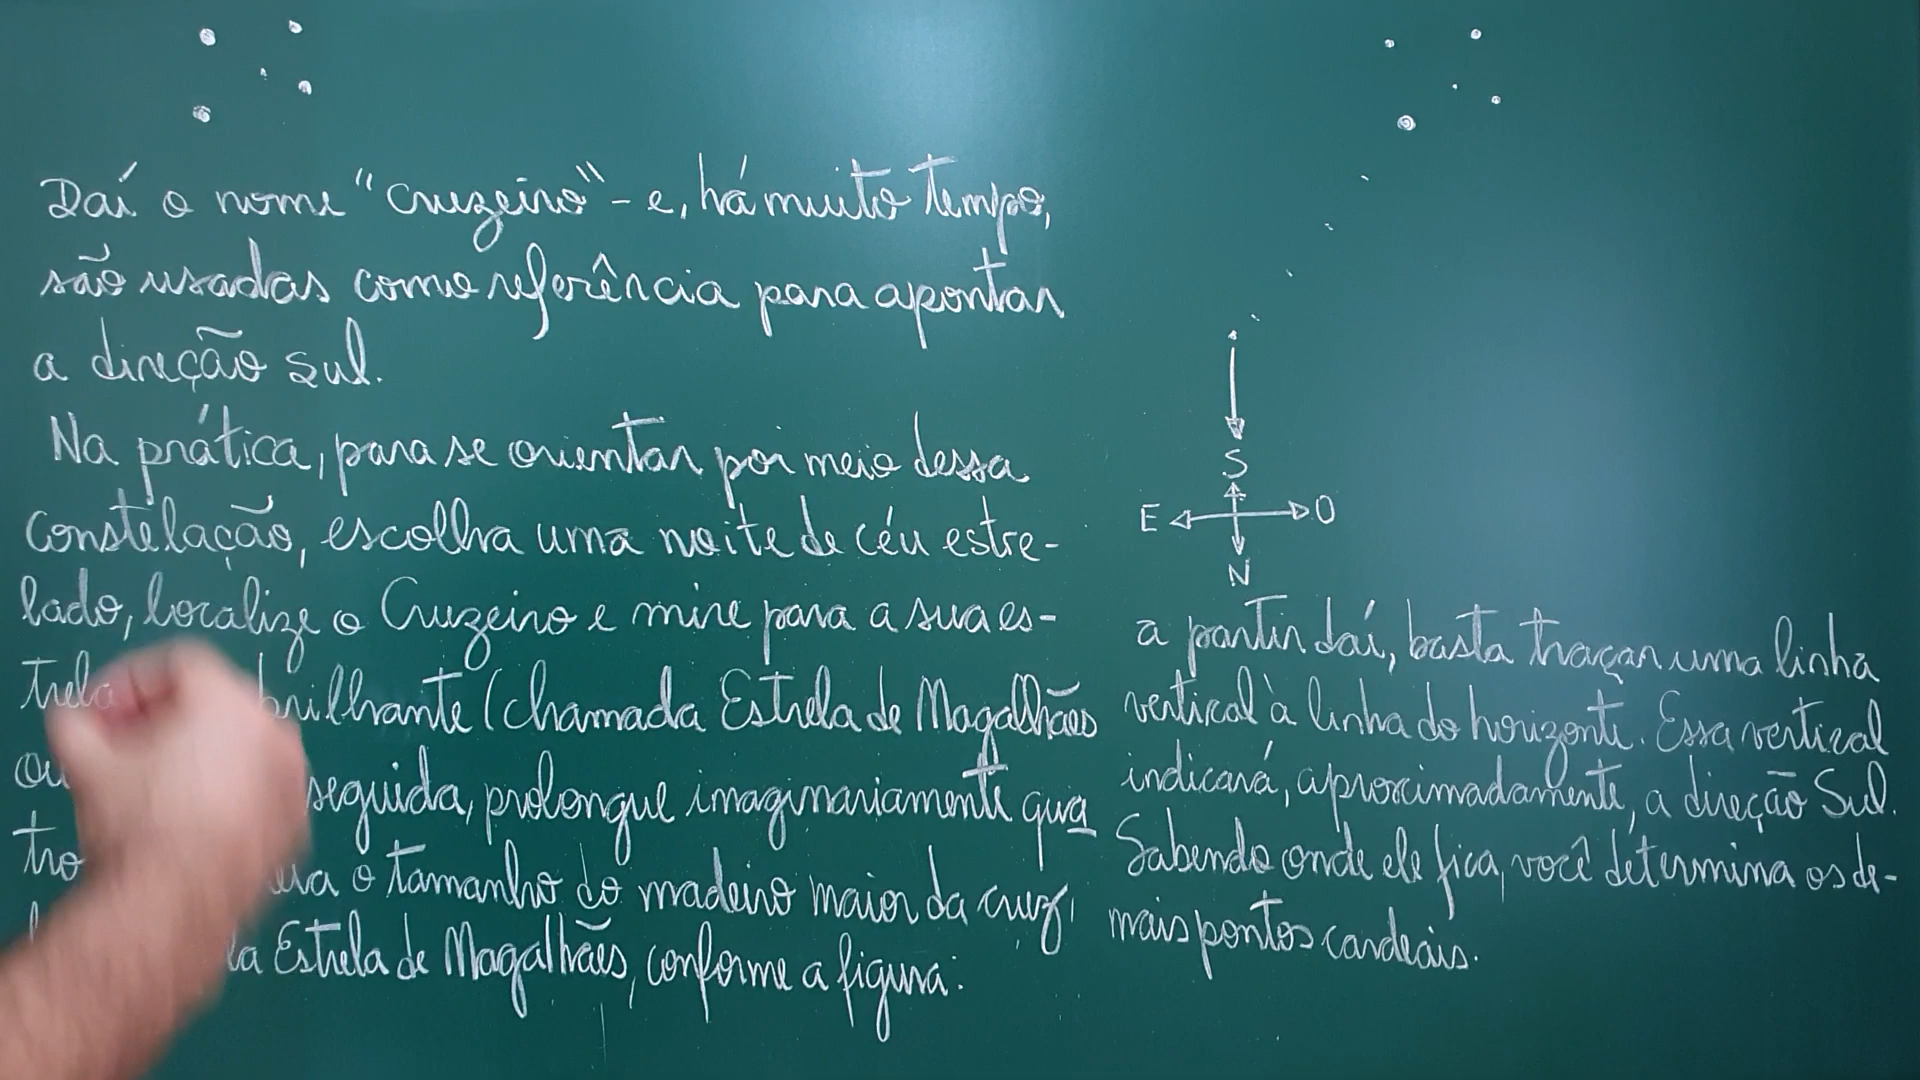 Daí o nome "Cruzeiro" - e, há muito tempo,
são usadas como referência para apontar
a direção sul.
Na prática, para se orientar por meio dessa
constelação, escolha uma noite de céu estre-
lado, localize o Cruzeiro e mire para a sua es-
trela brilhante (chamada Estrela de Magalhães
ou seguida, prolongue imaginariamente qua
tro o tamanho do madeiro maior da cruz,
la Estrela de Magalhães, conforme a figura:
S
E O
N
a partir daí, basta traçar uma linha
vertical à linha do horizonte. Essa vertical
indicará, aproximadamente, a direção Sul.
Sabendo onde ele fica, você determina os de-
mais pontos cardeais.